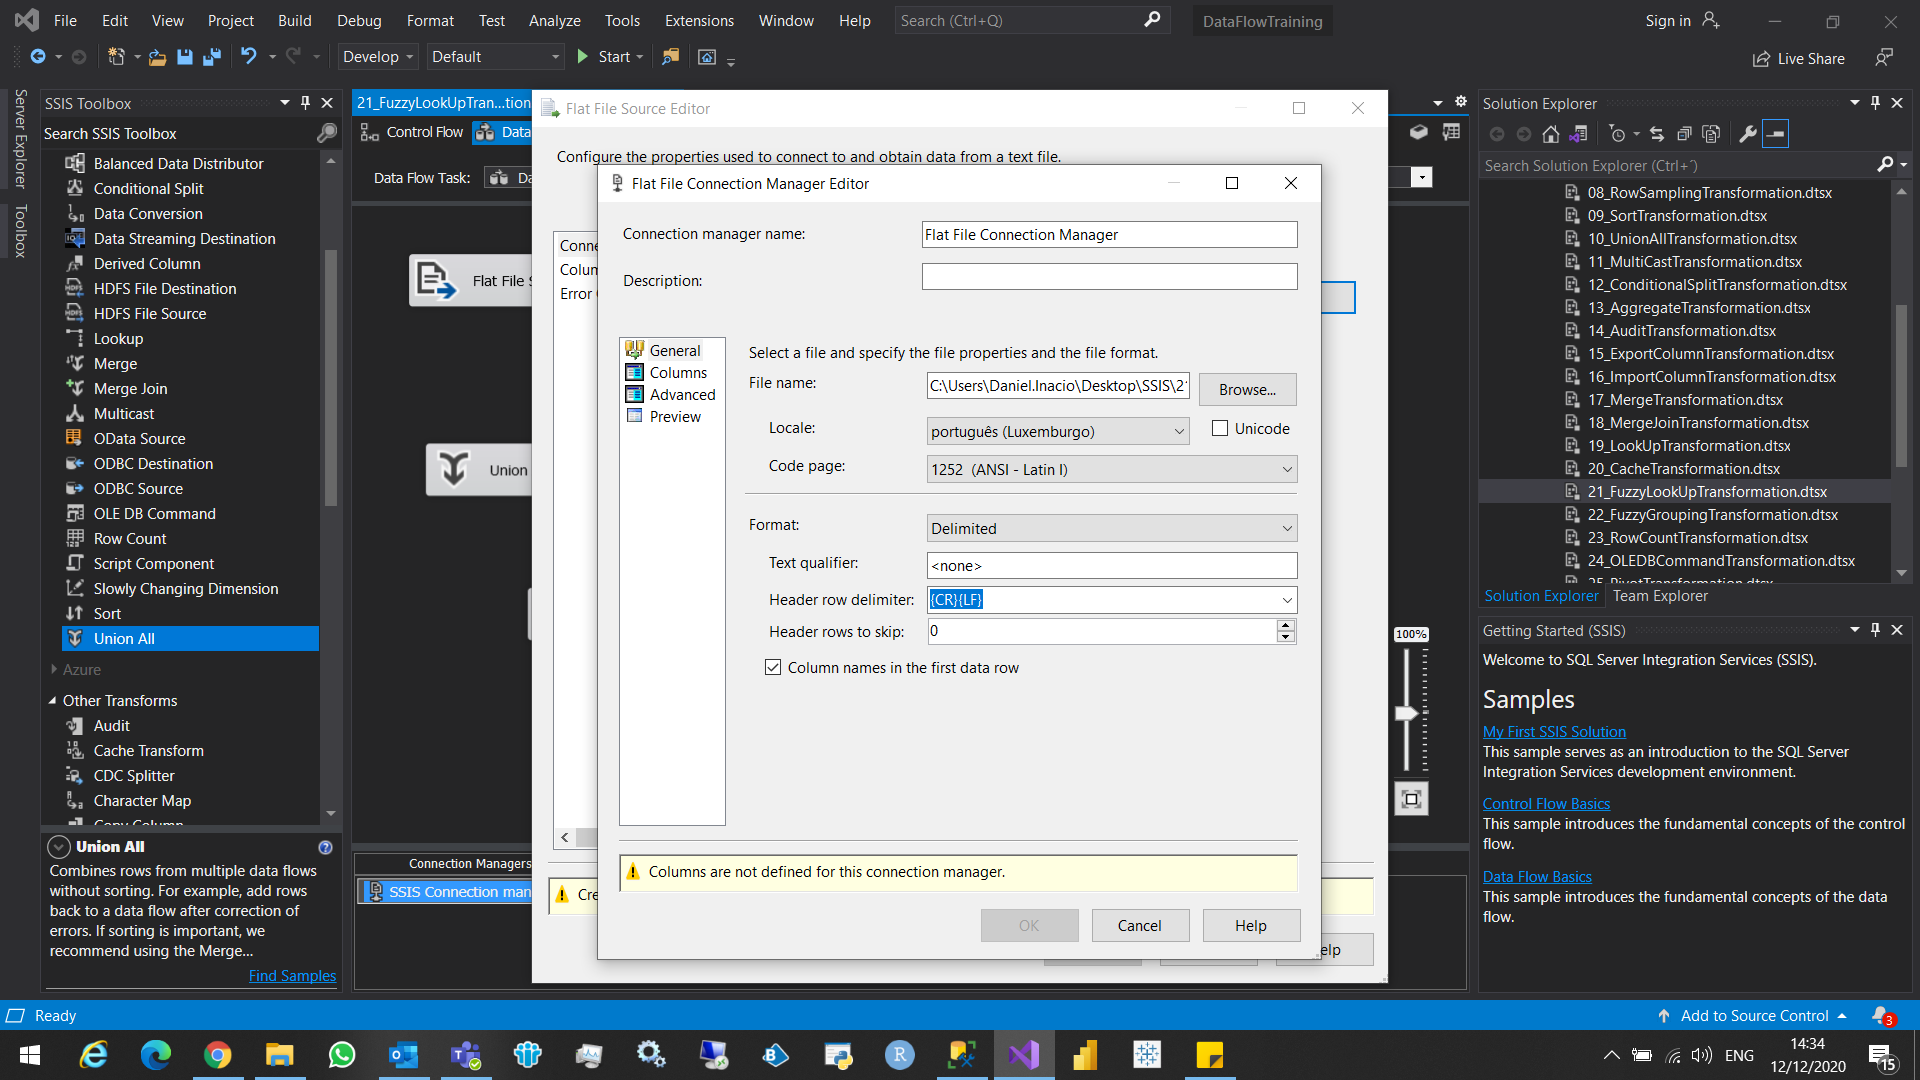 File Edit View Project Build Debug Format Test Analyze Tools Extensions Window Help Search (Ctrl+Q) DataFlowTraining Sign in
Develop Default Start Live Share
Server Explorer
Toolbox
SSIS Toolbox
Search SSIS Toolbox
Balanced Data Distributor
Conditional Split
Data Conversion
Data Streaming Destination
Derived Column
HDFS File Destination
HDFS File Source
Lookup
Merge
Merge Join
Multicast
OData Source
ODBC Destination
ODBC Source
OLE DB Command
Row Count
Script Component
Slowly Changing Dimension
Sort
Union All
Azure
Other Transforms
Audit
Cache Transform
CDC Splitter
Character Map
Copy Column
Union All
Combines rows from multiple data flows
without sorting. For example, add rows
back to a data flow after correction of
errors. If sorting is important, we
recommend using the Merge...
Find Samples
21_FuzzyLookUpTran...tion
Control Flow Data
Data Flow Task: Da
Flat File S
Union
Connection Managers
SSIS Connection man
100%
Flat File Source Editor
Configure the properties used to connect to and obtain data from a text file.
Conne
Colum
Error
Cre
elp
Flat File Connection Manager Editor
Connection manager name: Flat File Connection Manager
Description:
General
Columns
Advanced
Preview
Select a file and specify the file properties and the file format.
File name: C:\Users\Daniel.Inacio\Desktop\SSIS\2 Browse...
Locale: português (Luxemburgo) Unicode
Code page: 1252 (ANSI - Latin I)
Format: Delimited
Text qualifier: <none>
Header row delimiter: {CR}{LF}
Header rows to skip: 0
Column names in the first data row
Columns are not defined for this connection manager.
OK Cancel Help
Solution Explorer
Search Solution Explorer (Ctrl+´)
08_RowSamplingTransformation.dtsx
09_SortTransformation.dtsx
10_UnionAllTransformation.dtsx
11_MultiCastTransformation.dtsx
12_ConditionalSplitTransformation.dtsx
13_AggregateTransformation.dtsx
14_AuditTransformation.dtsx
15_ExportColumnTransformation.dtsx
16_ImportColumnTransformation.dtsx
17_MergeTransformation.dtsx
18_MergeJoinTransformation.dtsx
19_LookUpTransformation.dtsx
20_CacheTransformation.dtsx
21_FuzzyLookUpTransformation.dtsx
22_FuzzyGroupingTransformation.dtsx
23_RowCountTransformation.dtsx
24_OLEDBCommandTransformation.dtsx
25_PivotTransformation.dtsx
Solution Explorer Team Explorer
Getting Started (SSIS)
Welcome to SQL Server Integration Services (SSIS).
Samples
My First SSIS Solution
This sample serves as an introduction to the SQL Server
Integration Services development environment.
Control Flow Basics
This sample introduces the fundamental concepts of the control
flow.
Data Flow Basics
This sample introduces the fundamental concepts of the data
flow.
Ready Add to Source Control 3
ENG 14:34
12/12/2020 15